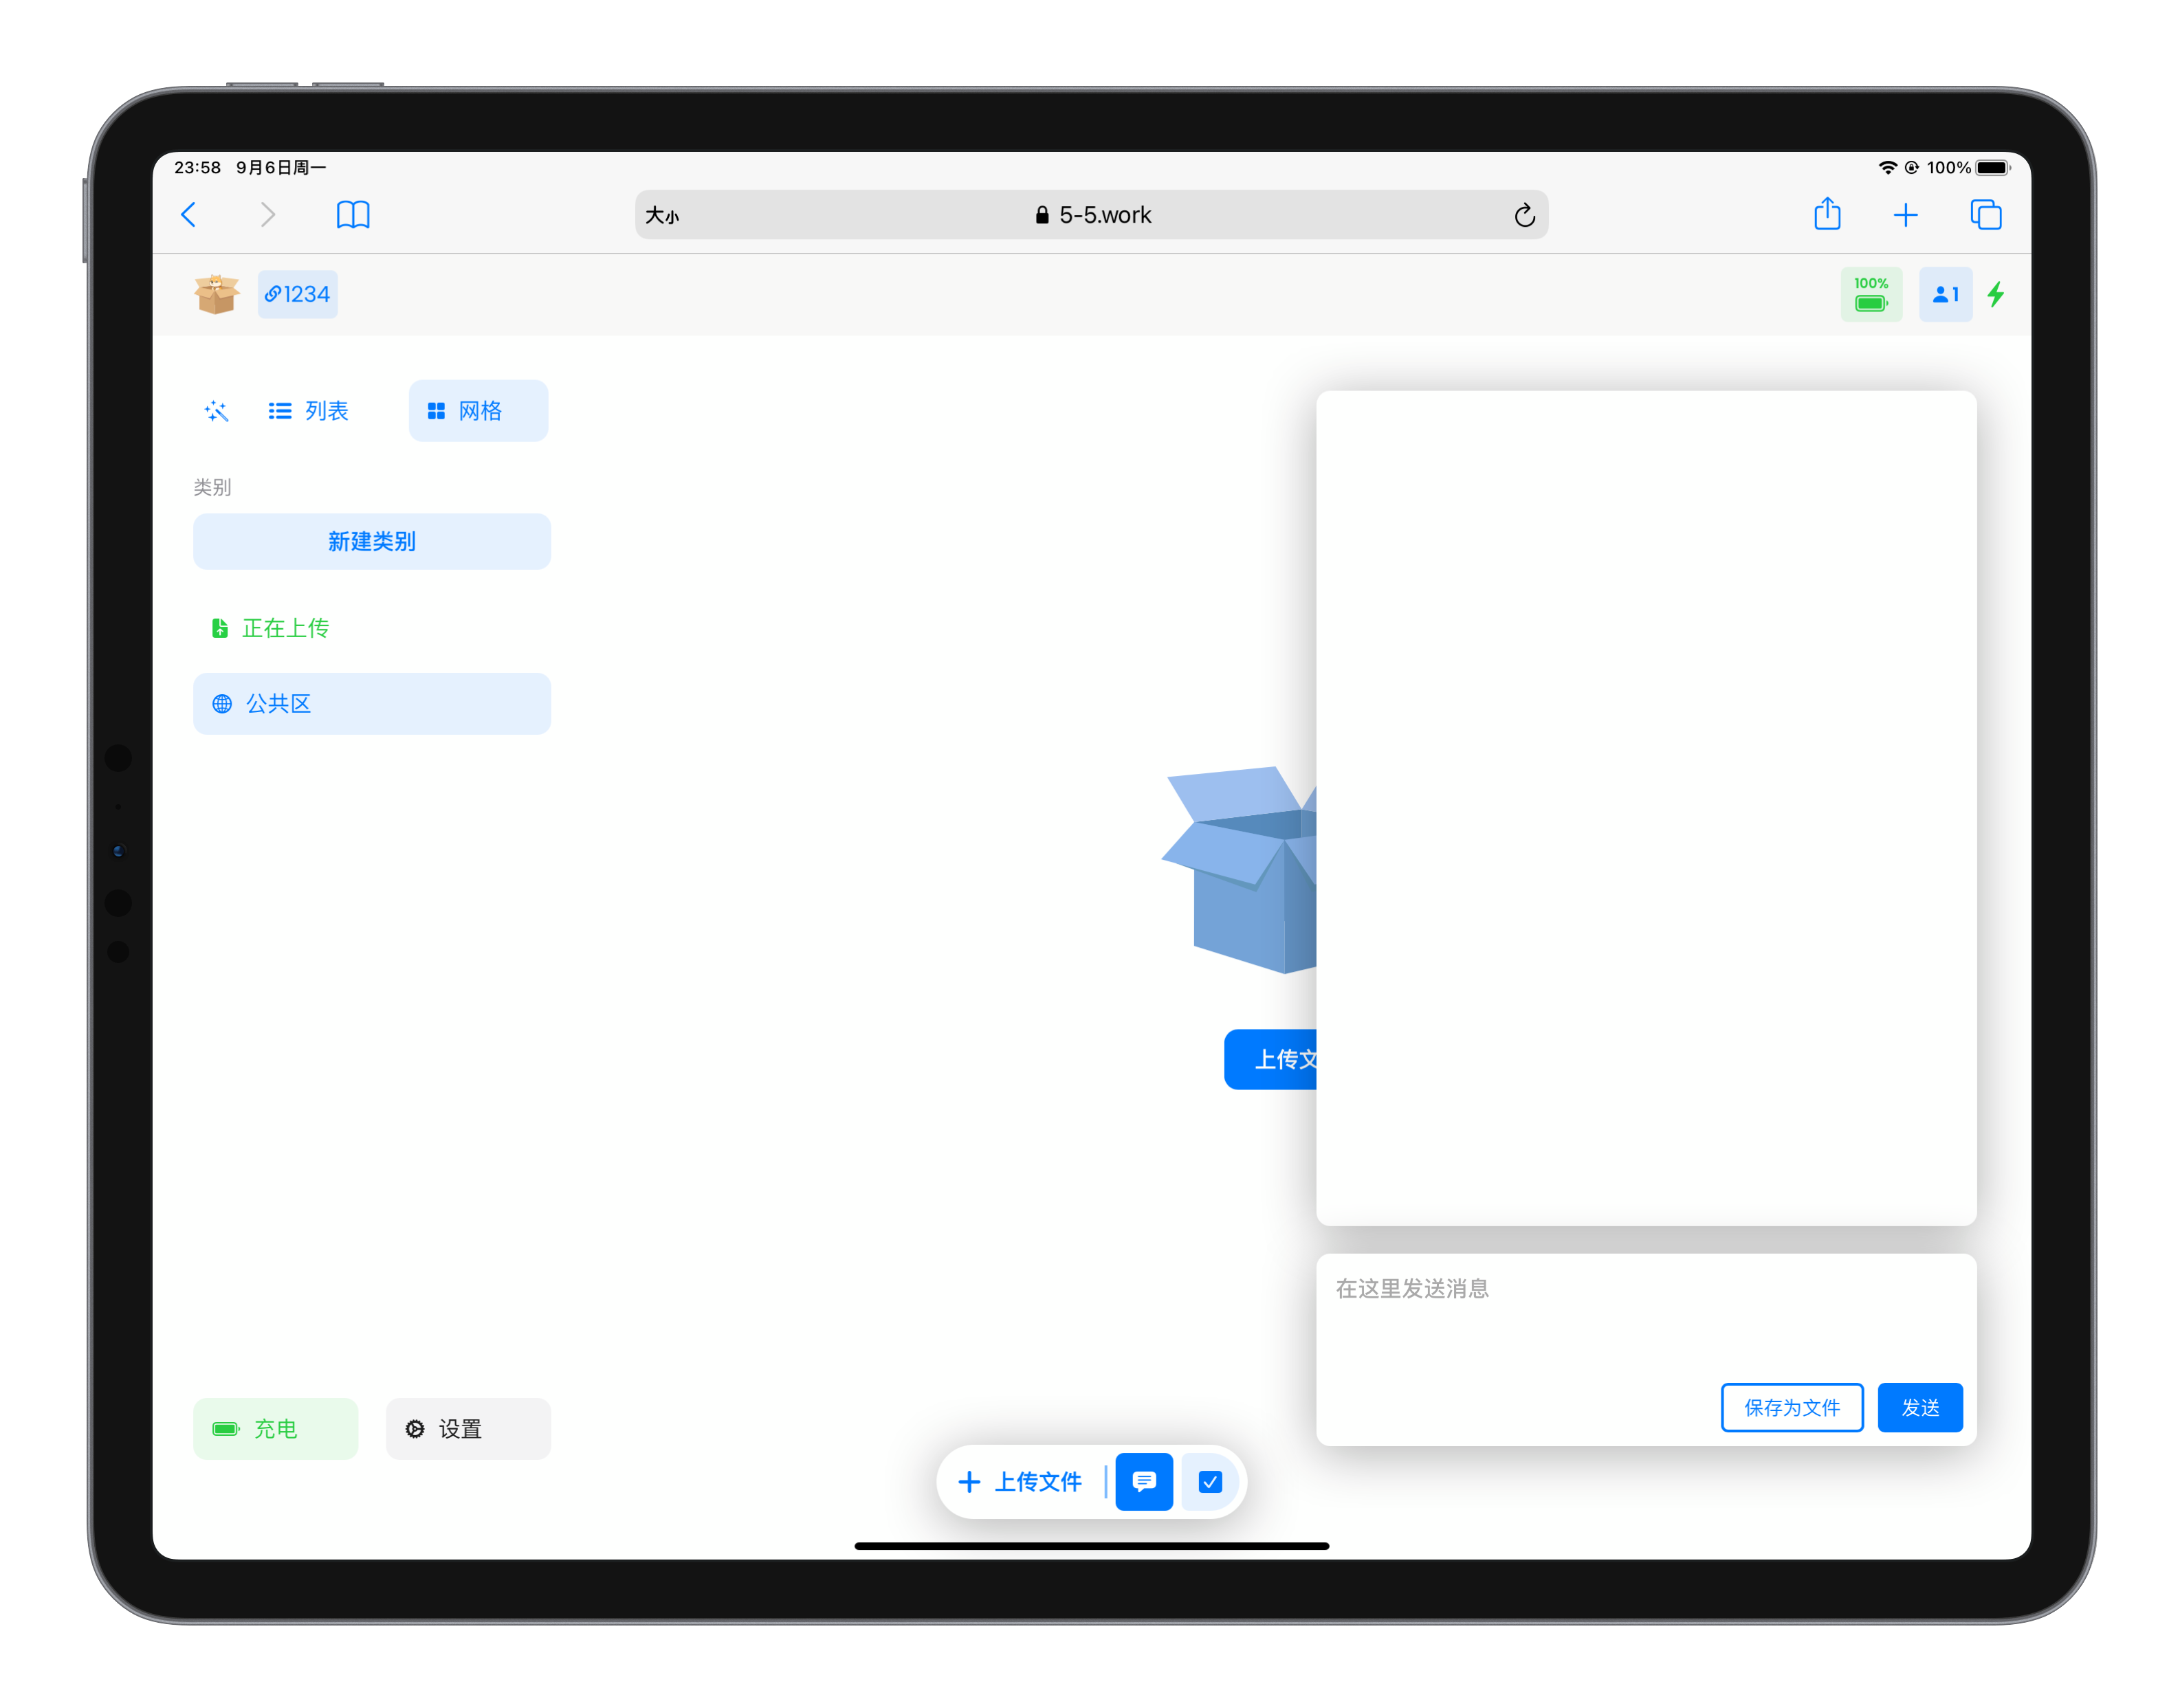 23:58 9月6日周一
100%
大小
5-5.work
1234
100%
1
列表
网格
类别
新建类别
正在上传
公共区
上传文
在这里发送消息
保存为文件
发送
充电
设置
上传文件